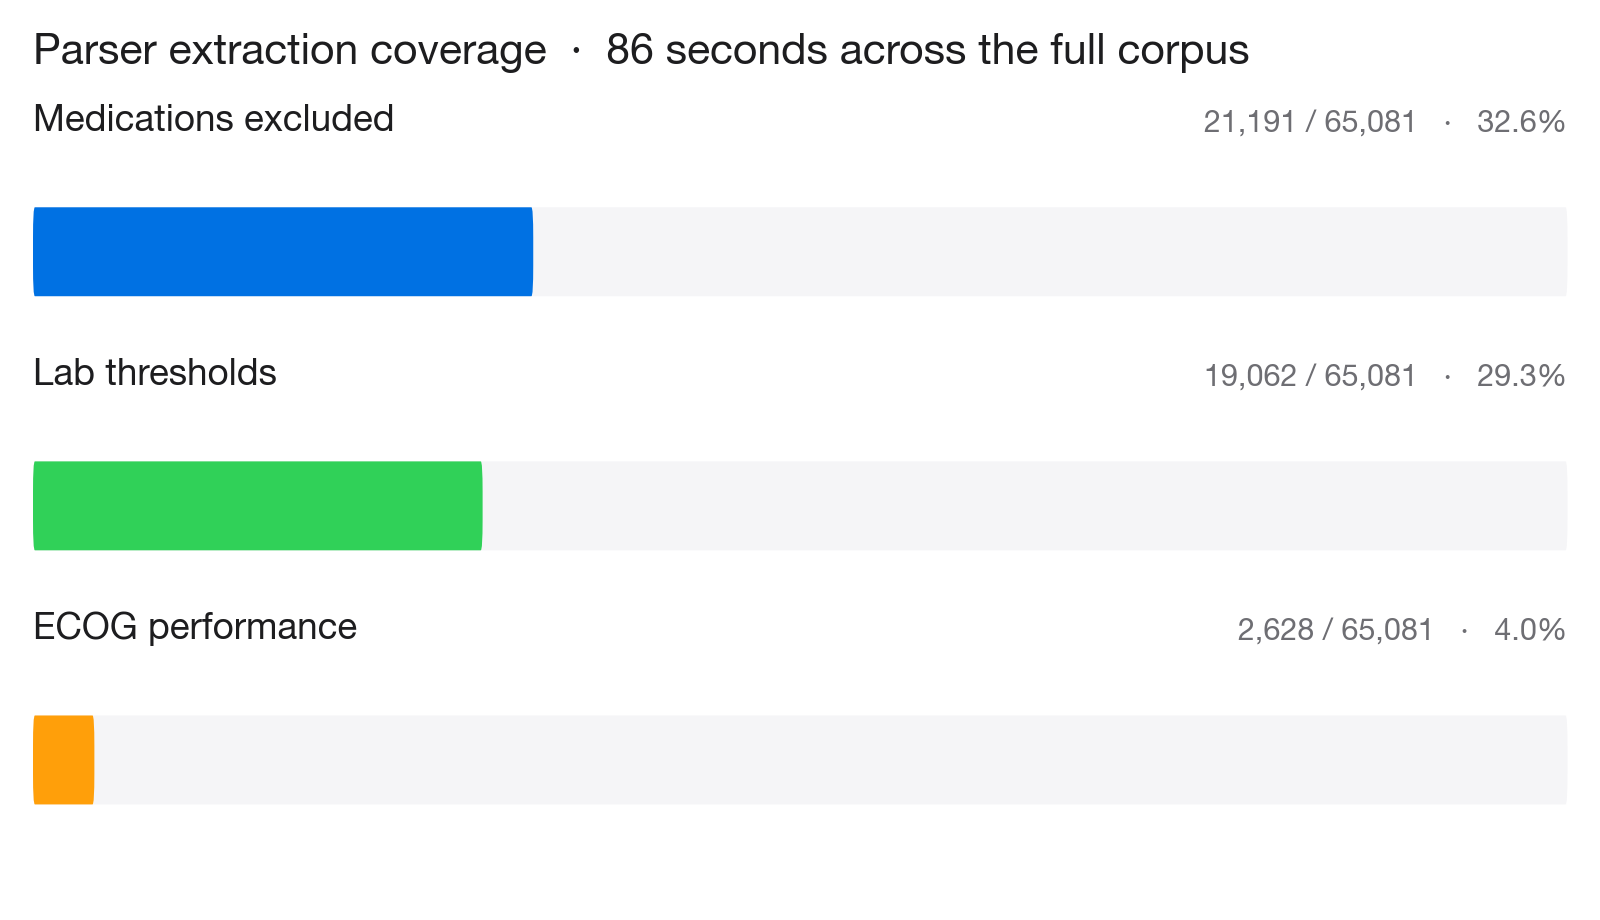 Parser extraction coverage · 86 seconds across the full corpus
Medications excluded 21,191 / 65,081 · 32.6%
Lab thresholds 19,062 / 65,081 · 29.3%
ECOG performance 2,628 / 65,081 · 4.0%